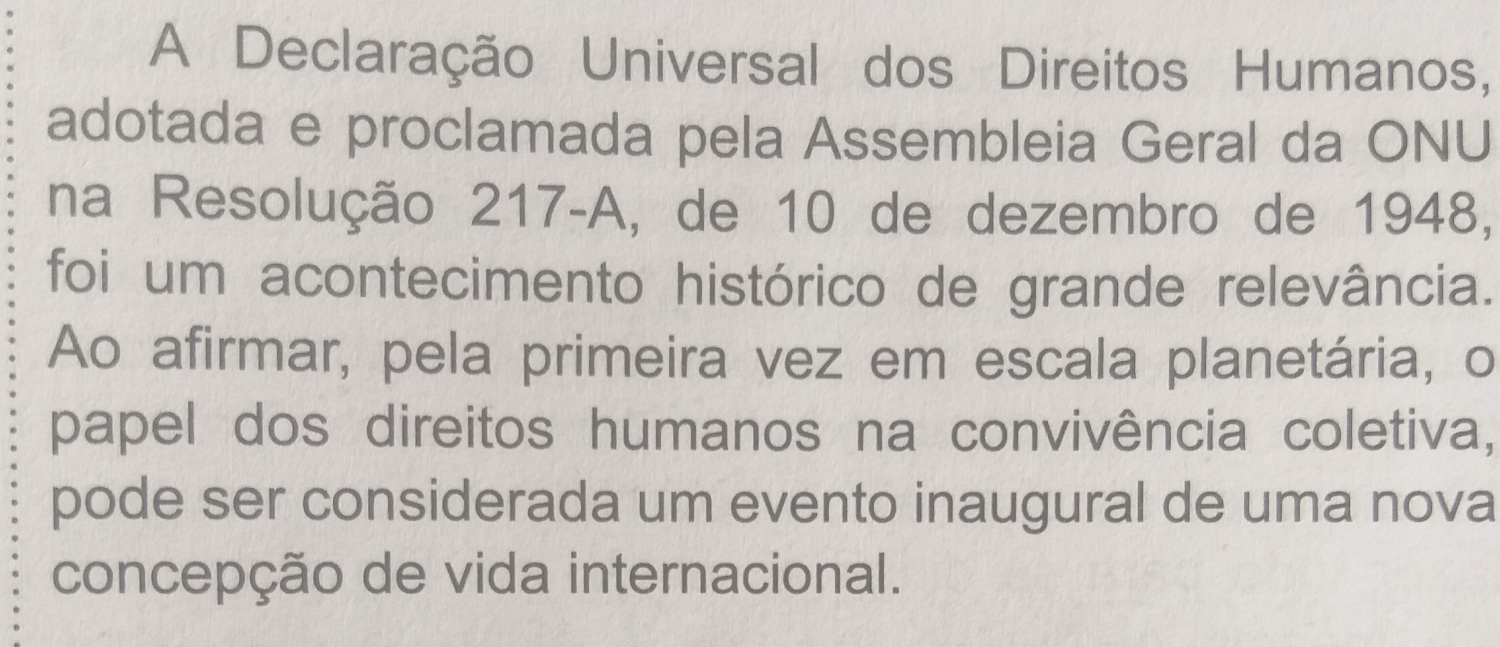 A Declaração Universal dos Direitos Humanos,
adotada e proclamada pela Assembleia Geral da ONU
na Resolução 217-A, de 10 de dezembro de 1948,
foi um acontecimento histórico de grande relevância.
Ao afirmar, pela primeira vez em escala planetária, o
papel dos direitos humanos na convivência coletiva,
pode ser considerada um evento inaugural de uma nova
concepção de vida internacional.